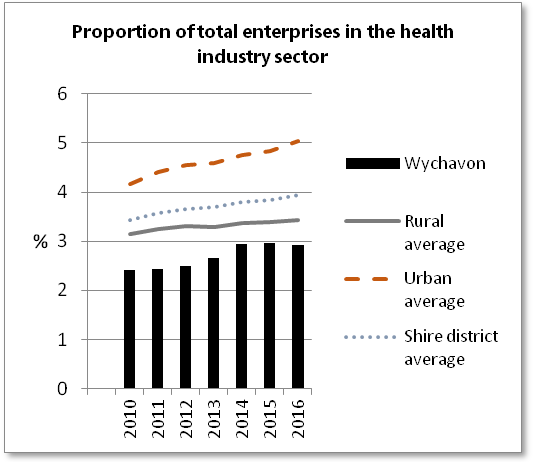 Proportion of total enterprises in the health
industry sector
6
5
4
3
2
1
0
%
2010
2011
2012
2013
2014
2015
2016
Wychavon
Rural
average
Urban
average
Shire district
average